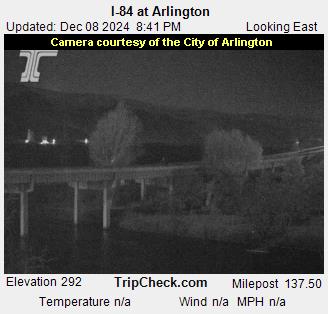 I-84 at Arlington
Updated: Dec 08 2024 8:41 PM Looking East
Camera courtesy of the City of Arlington
Elevation 292 TripCheck.com Milepost 137.50
Temperature n/a Wind n/a MPH n/a